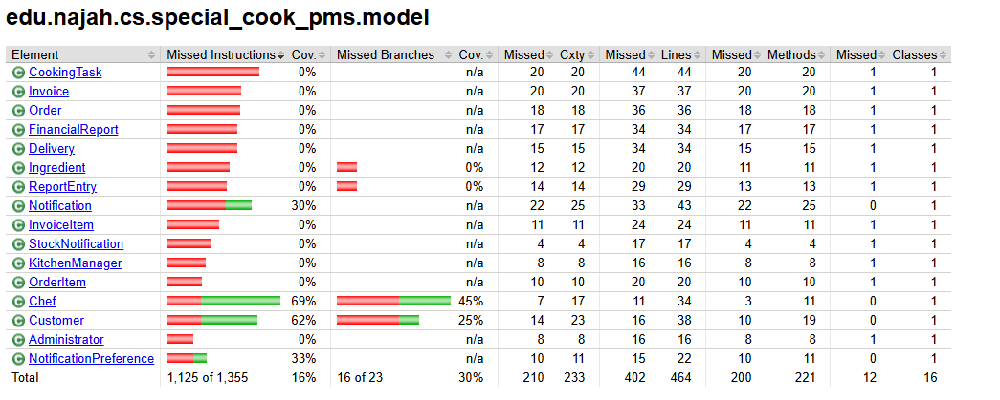 edu.najah.cs.special_cook_pms.model
Element Missed Instructions Cov. Missed Branches Cov. Missed Cxty Missed Lines Missed Methods Missed Classes
C CookingTask 0% n/a 20 20 44 44 20 20 1 1
C Invoice 0% n/a 20 20 37 37 20 20 1 1
C Order 0% n/a 18 18 36 36 18 18 1 1
C FinancialReport 0% n/a 17 17 34 34 17 17 1 1
C Delivery 0% n/a 15 15 34 34 15 15 1 1
C Ingredient 0% 0% 12 12 20 20 11 11 1 1
C ReportEntry 0% 0% 14 14 29 29 13 13 1 1
C Notification 30% n/a 22 25 33 43 22 25 0 1
C InvoiceItem 0% n/a 11 11 24 24 11 11 1 1
C StockNotification 0% n/a 4 4 17 17 4 4 1 1
C KitchenManager 0% n/a 8 8 16 16 8 8 1 1
C OrderItem 0% n/a 10 10 20 20 10 10 1 1
C Chef 69% 45% 7 17 11 34 3 11 0 1
C Customer 62% 25% 14 23 16 38 10 19 0 1
C Administrator 0% n/a 8 8 16 16 8 8 1 1
C NotificationPreference 33% n/a 10 11 15 22 10 11 0 1
Total 1,125 of 1,355 16% 16 of 23 30% 210 233 402 464 200 221 12 16